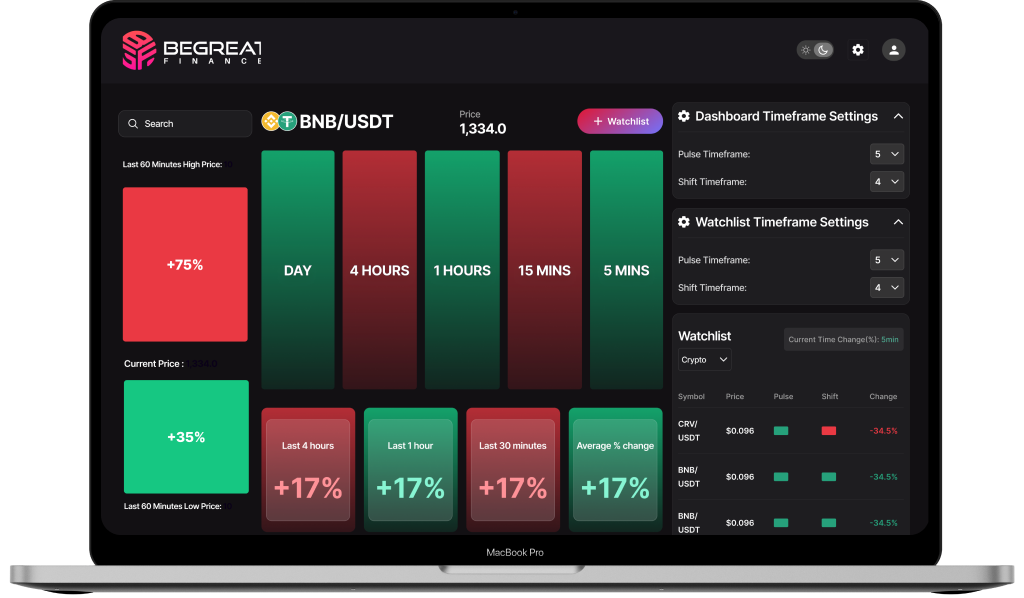 BEGREAT
FINANCE
Search
BNB/USDT
Price
1,334.0
+ Watchlist
Last 60 Minutes High Price:
+75%
Current Price : 1,334.0
+35%
Last 60 Minutes Low Price:
DAY
4 HOURS
1 HOURS
15 MINS
5 MINS
Last 4 hours
+17%
Last 1 hour
+17%
Last 30 minutes
+17%
Average % change
+17%
Dashboard Timeframe Settings
Pulse Timeframe: 5
Shift Timeframe: 4
Watchlist Timeframe Settings
Pulse Timeframe: 5
Shift Timeframe: 4
Watchlist
Current Time Change(%): 5min
Crypto
Symbol Price Pulse Shift Change
CRV/
USDT
$0.096 -34.5%
BNB/
USDT
$0.096 -34.5%
BNB/
USDT
$0.096 -34.5%
MacBook Pro